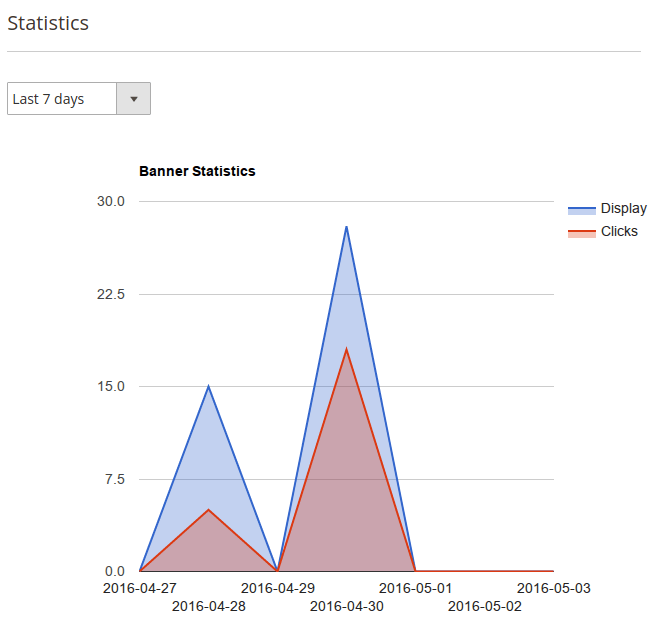 Statistics
Last 7 days
Banner Statistics
30.0
Display
Clicks
22.5
15.0
7.5
0.0
2016-04-27 2016-04-29 2016-05-01 2016-05-03
2016-04-28 2016-04-30 2016-05-02